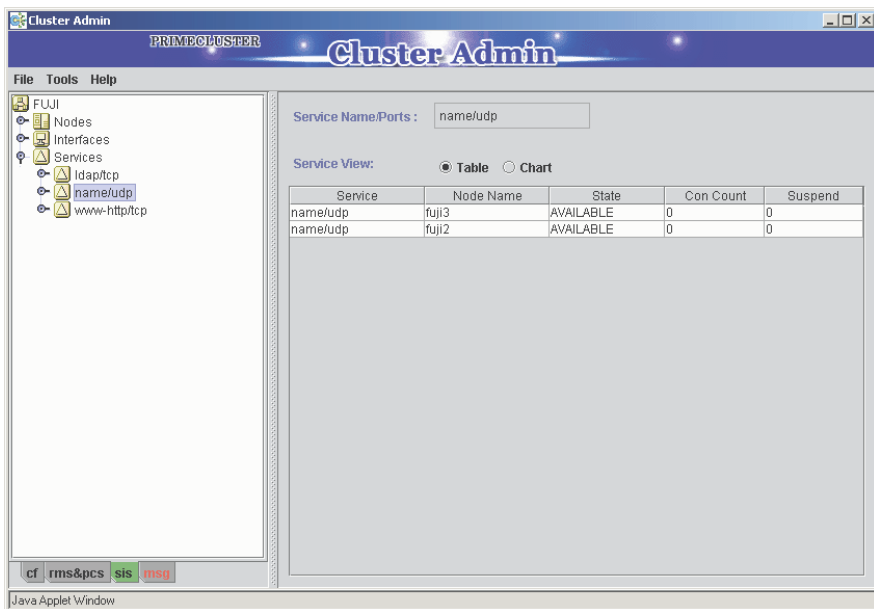 Cluster Admin
PRIMECLUSTER
Cluster Admin
File Tools Help
FUJI
Nodes
Interfaces
Services
ldap/tcp
name/udp
www-http/tcp
Service Name/Ports : name/udp
Service View: Table Chart
Service Node Name State Con Count Suspend
name/udp fuji3 AVAILABLE 0 0
name/udp fuji2 AVAILABLE 0 0
cf rms&pcs sis msg
Java Applet Window